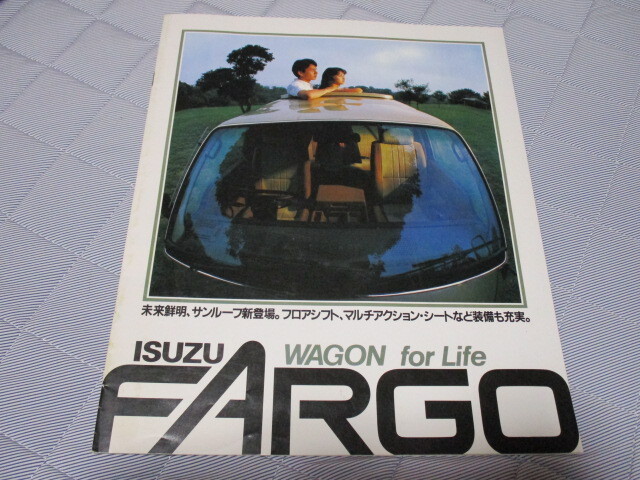 未来鮮明、サンルーフ新登場。フロアシフト、マルチアクション・シートなど装備も充実。
ISUZU WAGON for Life
FARGO